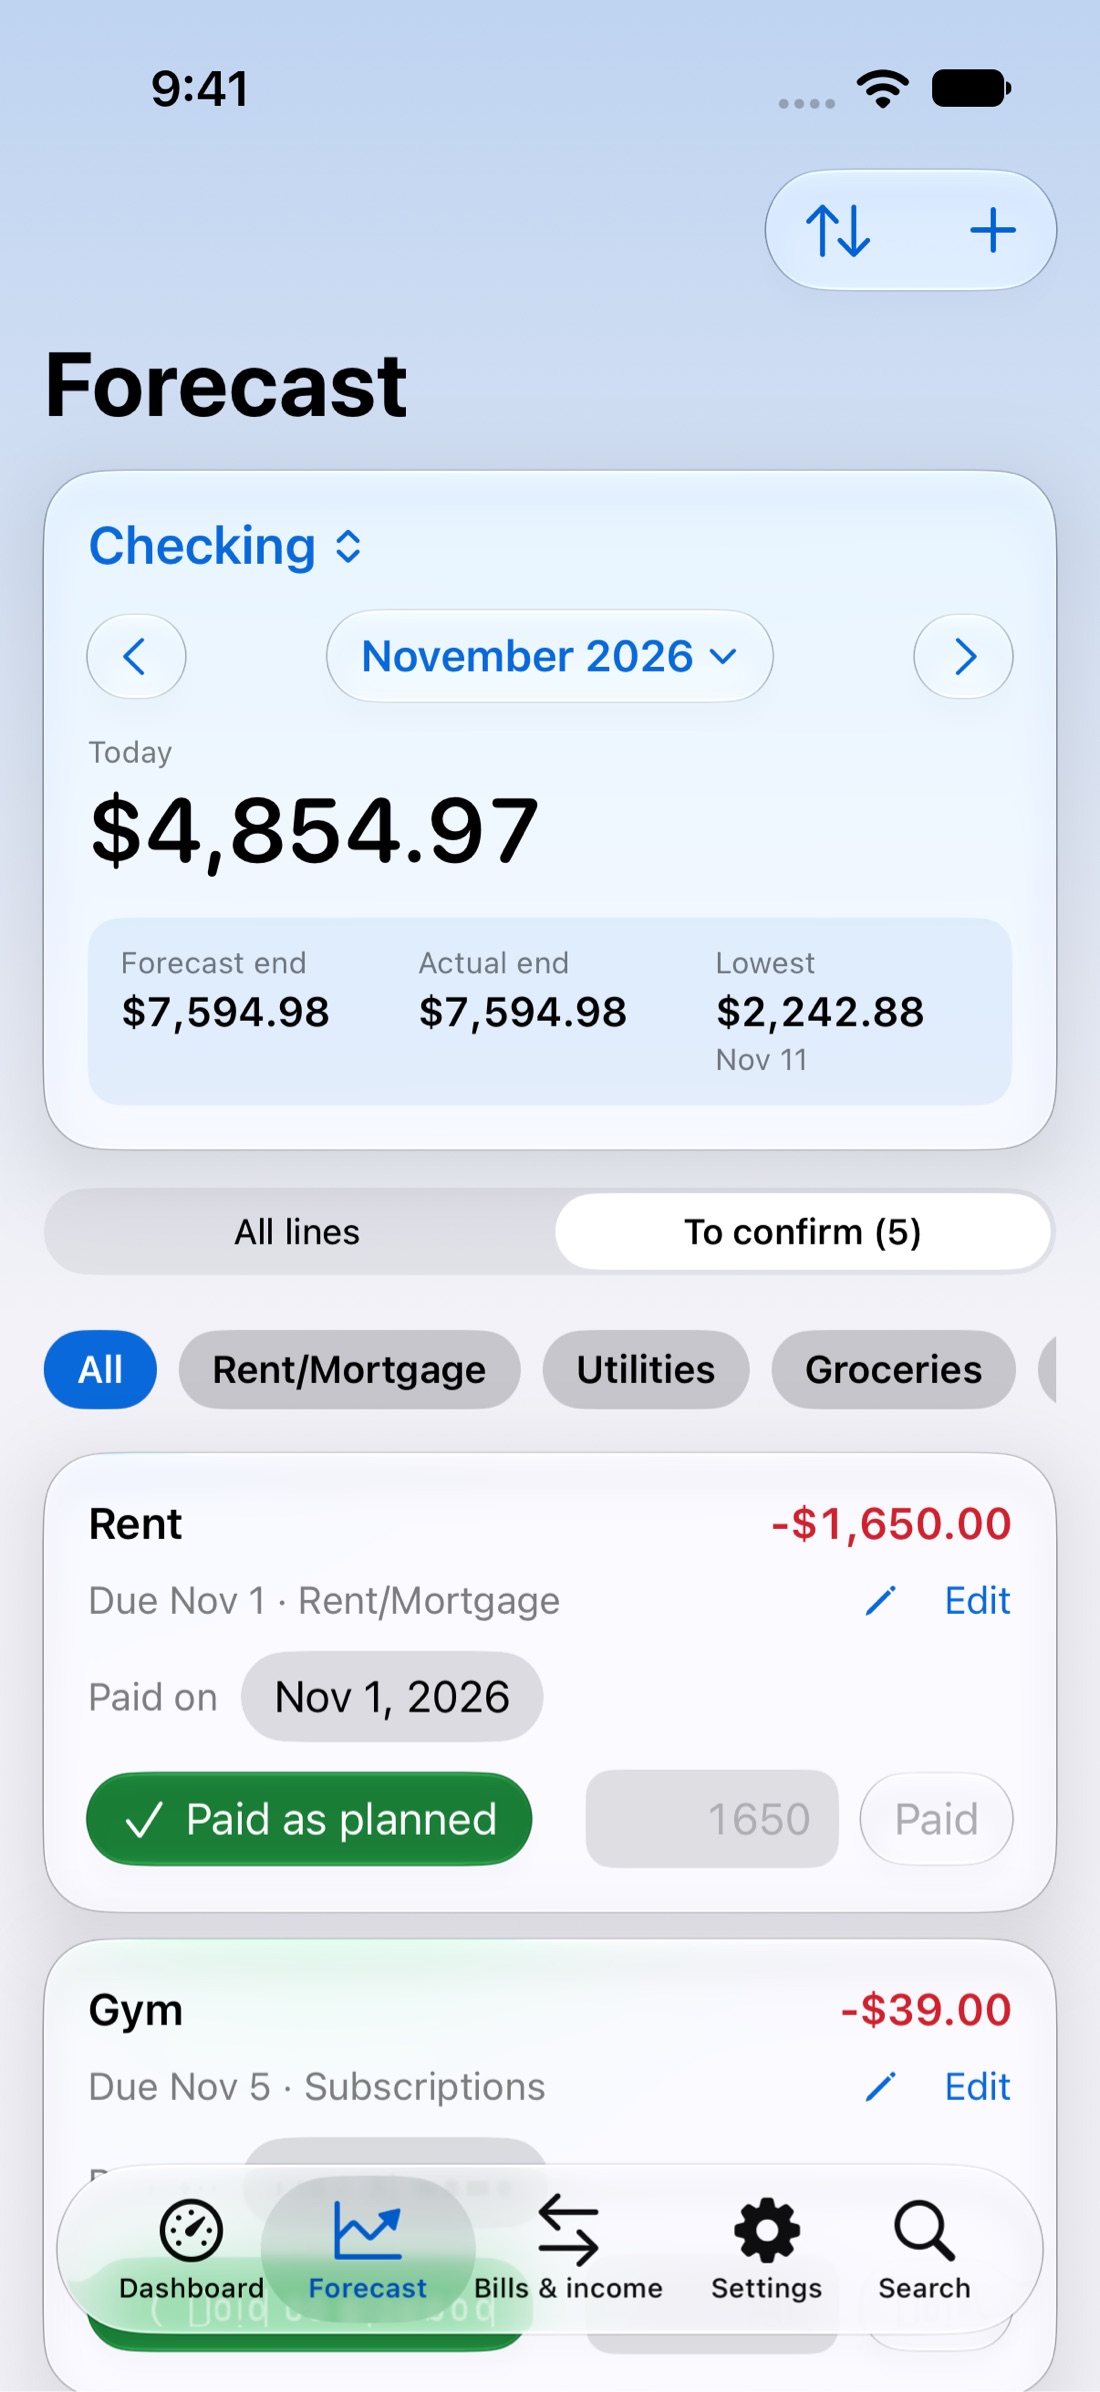 9:41
Forecast
Checking
November 2026
Today
$4,854.97
Forecast end Actual end Lowest
$7,594.98 $7,594.98 $2,242.88
Nov 11
All lines To confirm (5)
All Rent/Mortgage Utilities Groceries
Rent -$1,650.00
Due Nov 1 · Rent/Mortgage Edit
Paid on Nov 1, 2026
Paid as planned 1650 Paid
Gym -$39.00
Due Nov 5 · Subscriptions Edit
Dashboard Forecast Bills & income Settings Search